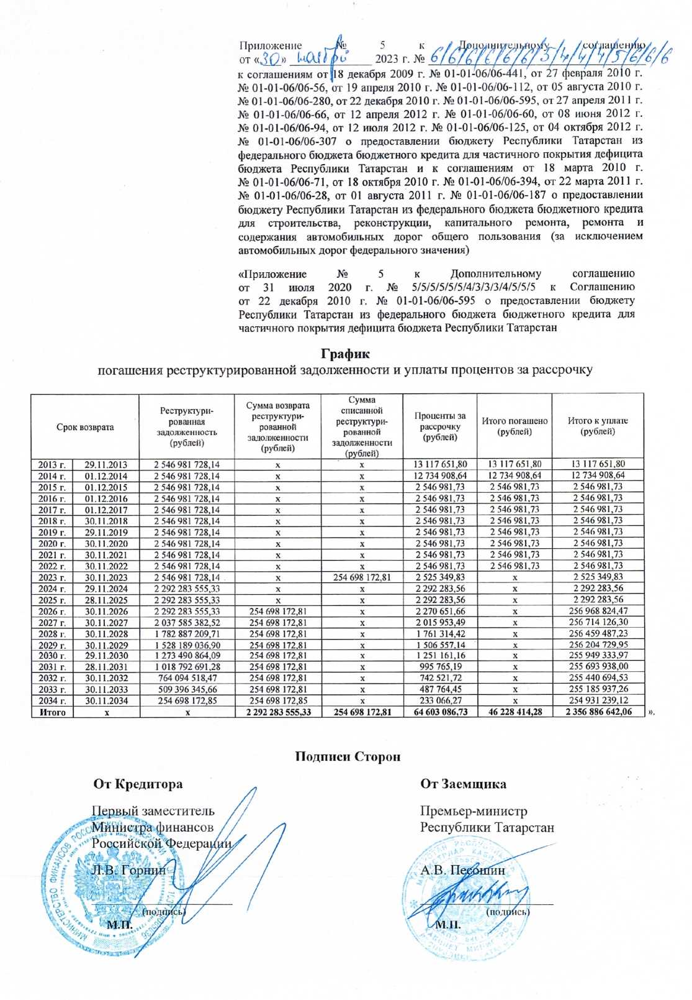 Приложение № 5 к Дополнительному соглашению
от «30» ноября 2023 г. № 6/6/6/6/6/6/5/4/4/4/5/6/6/6
к соглашениям от 18 декабря 2009 г. № 01-01-06/06-441, от 27 февраля 2010 г.
№ 01-01-06/06-56, от 19 апреля 2010 г. № 01-01-06/06-112, от 05 августа 2010 г.
№ 01-01-06/06-280, от 22 декабря 2010 г. № 01-01-06/06-595, от 27 апреля 2011 г.
№ 01-01-06/06-66, от 12 апреля 2012 г. № 01-01-06/06-60, от 08 июня 2012 г.
№ 01-01-06/06-94, от 12 июля 2012 г. № 01-01-06/06-125, от 04 октября 2012 г.
№ 01-01-06/06-307 о предоставлении бюджету Республики Татарстан из
федерального бюджета бюджетного кредита для частичного покрытия дефицита
бюджета Республики Татарстан и к соглашениям от 18 марта 2010 г.
№ 01-01-06/06-71, от 18 октября 2010 г. № 01-01-06/06-394, от 22 марта 2011 г.
№ 01-01-06/06-28, от 01 августа 2011 г. № 01-01-06/06-187 о предоставлении
бюджету Республики Татарстан из федерального бюджета бюджетного кредита
для строительства, реконструкции, капитального ремонта, ремонта и
содержания автомобильных дорог общего пользования (за исключением
автомобильных дорог федерального значения)
«Приложение № 5 к Дополнительному соглашению
от 31 июля 2020 г. № 5/5/5/5/5/5/4/3/3/3/4/5/5/5 к Соглашению
от 22 декабря 2010 г. № 01-01-06/06-595 о предоставлении бюджету
Республики Татарстан из федерального бюджета бюджетного кредита для
частичного покрытия дефицита бюджета Республики Татарстан
График
погашения реструктурированной задолженности и уплаты процентов за рассрочку
Срок возврата Реструктури-рованная задолженность (рублей) Сумма возврата реструктури-рованной задолженности (рублей) Сумма списанной реструктури-рованной задолженности (рублей) Проценты за рассрочку (рублей) Итого погашено (рублей) Итого к уплате (рублей)
2013 г. 29.11.2013 2 546 981 728,14 х х 13 117 651,80 13 117 651,80 13 117 651,80
2014 г. 01.12.2014 2 546 981 728,14 х х 12 734 908,64 12 734 908,64 12 734 908,64
2015 г. 01.12.2015 2 546 981 728,14 х х 2 546 981,73 2 546 981,73 2 546 981,73
2016 г. 01.12.2016 2 546 981 728,14 х х 2 546 981,73 2 546 981,73 2 546 981,73
2017 г. 01.12.2017 2 546 981 728,14 х х 2 546 981,73 2 546 981,73 2 546 981,73
2018 г. 30.11.2018 2 546 981 728,14 х х 2 546 981,73 2 546 981,73 2 546 981,73
2019 г. 29.11.2019 2 546 981 728,14 х х 2 546 981,73 2 546 981,73 2 546 981,73
2020 г. 30.11.2020 2 546 981 728,14 х х 2 546 981,73 2 546 981,73 2 546 981,73
2021 г. 30.11.2021 2 546 981 728,14 х х 2 546 981,73 2 546 981,73 2 546 981,73
2022 г. 30.11.2022 2 546 981 728,14 х х 2 546 981,73 2 546 981,73 2 546 981,73
2023 г. 30.11.2023 2 546 981 728,14 х 254 698 172,81 2 525 349,83 х 2 525 349,83
2024 г. 29.11.2024 2 292 283 555,33 х х 2 292 283,56 х 2 292 283,56
2025 г. 28.11.2025 2 292 283 555,33 х х 2 292 283,56 х 2 292 283,56
2026 г. 30.11.2026 2 292 283 555,33 254 698 172,81 х 2 270 651,66 х 256 968 824,47
2027 г. 30.11.2027 2 037 585 382,52 254 698 172,81 х 2 015 953,49 х 256 714 126,30
2028 г. 30.11.2028 1 782 887 209,71 254 698 172,81 х 1 761 314,42 х 256 459 487,23
2029 г. 30.11.2029 1 528 189 036,90 254 698 172,81 х 1 506 557,14 х 256 204 729,95
2030 г. 29.11.2030 1 273 490 864,09 254 698 172,81 х 1 251 161,16 х 255 949 333,97
2031 г. 28.11.2031 1 018 792 691,28 254 698 172,81 х 995 765,19 х 255 693 938,00
2032 г. 30.11.2032 764 094 518,47 254 698 172,81 х 742 521,72 х 255 440 694,53
2033 г. 30.11.2033 509 396 345,66 254 698 172,81 х 487 764,45 х 255 185 937,26
2034 г. 30.11.2034 254 698 172,85 254 698 172,85 х 233 066,27 х 254 931 239,12
Итого х х 2 292 283 555,33 254 698 172,81 64 603 086,73 46 228 414,28 2 356 886 642,06 ».
Подписи Сторон
От Кредитора От Заемщика
Первый заместитель Премьер-министр
Министра финансов Республики Татарстан
Российской Федерации
Л.В. Горнин А.В. Песошин
(подпись) (подпись)
М.П. М.П.
МИНИСТЕРСТВО ФИНАНСОВ РОССИЙСКОЙ ФЕДЕРАЦИИ
КАБИНЕТ МИНИСТРОВ